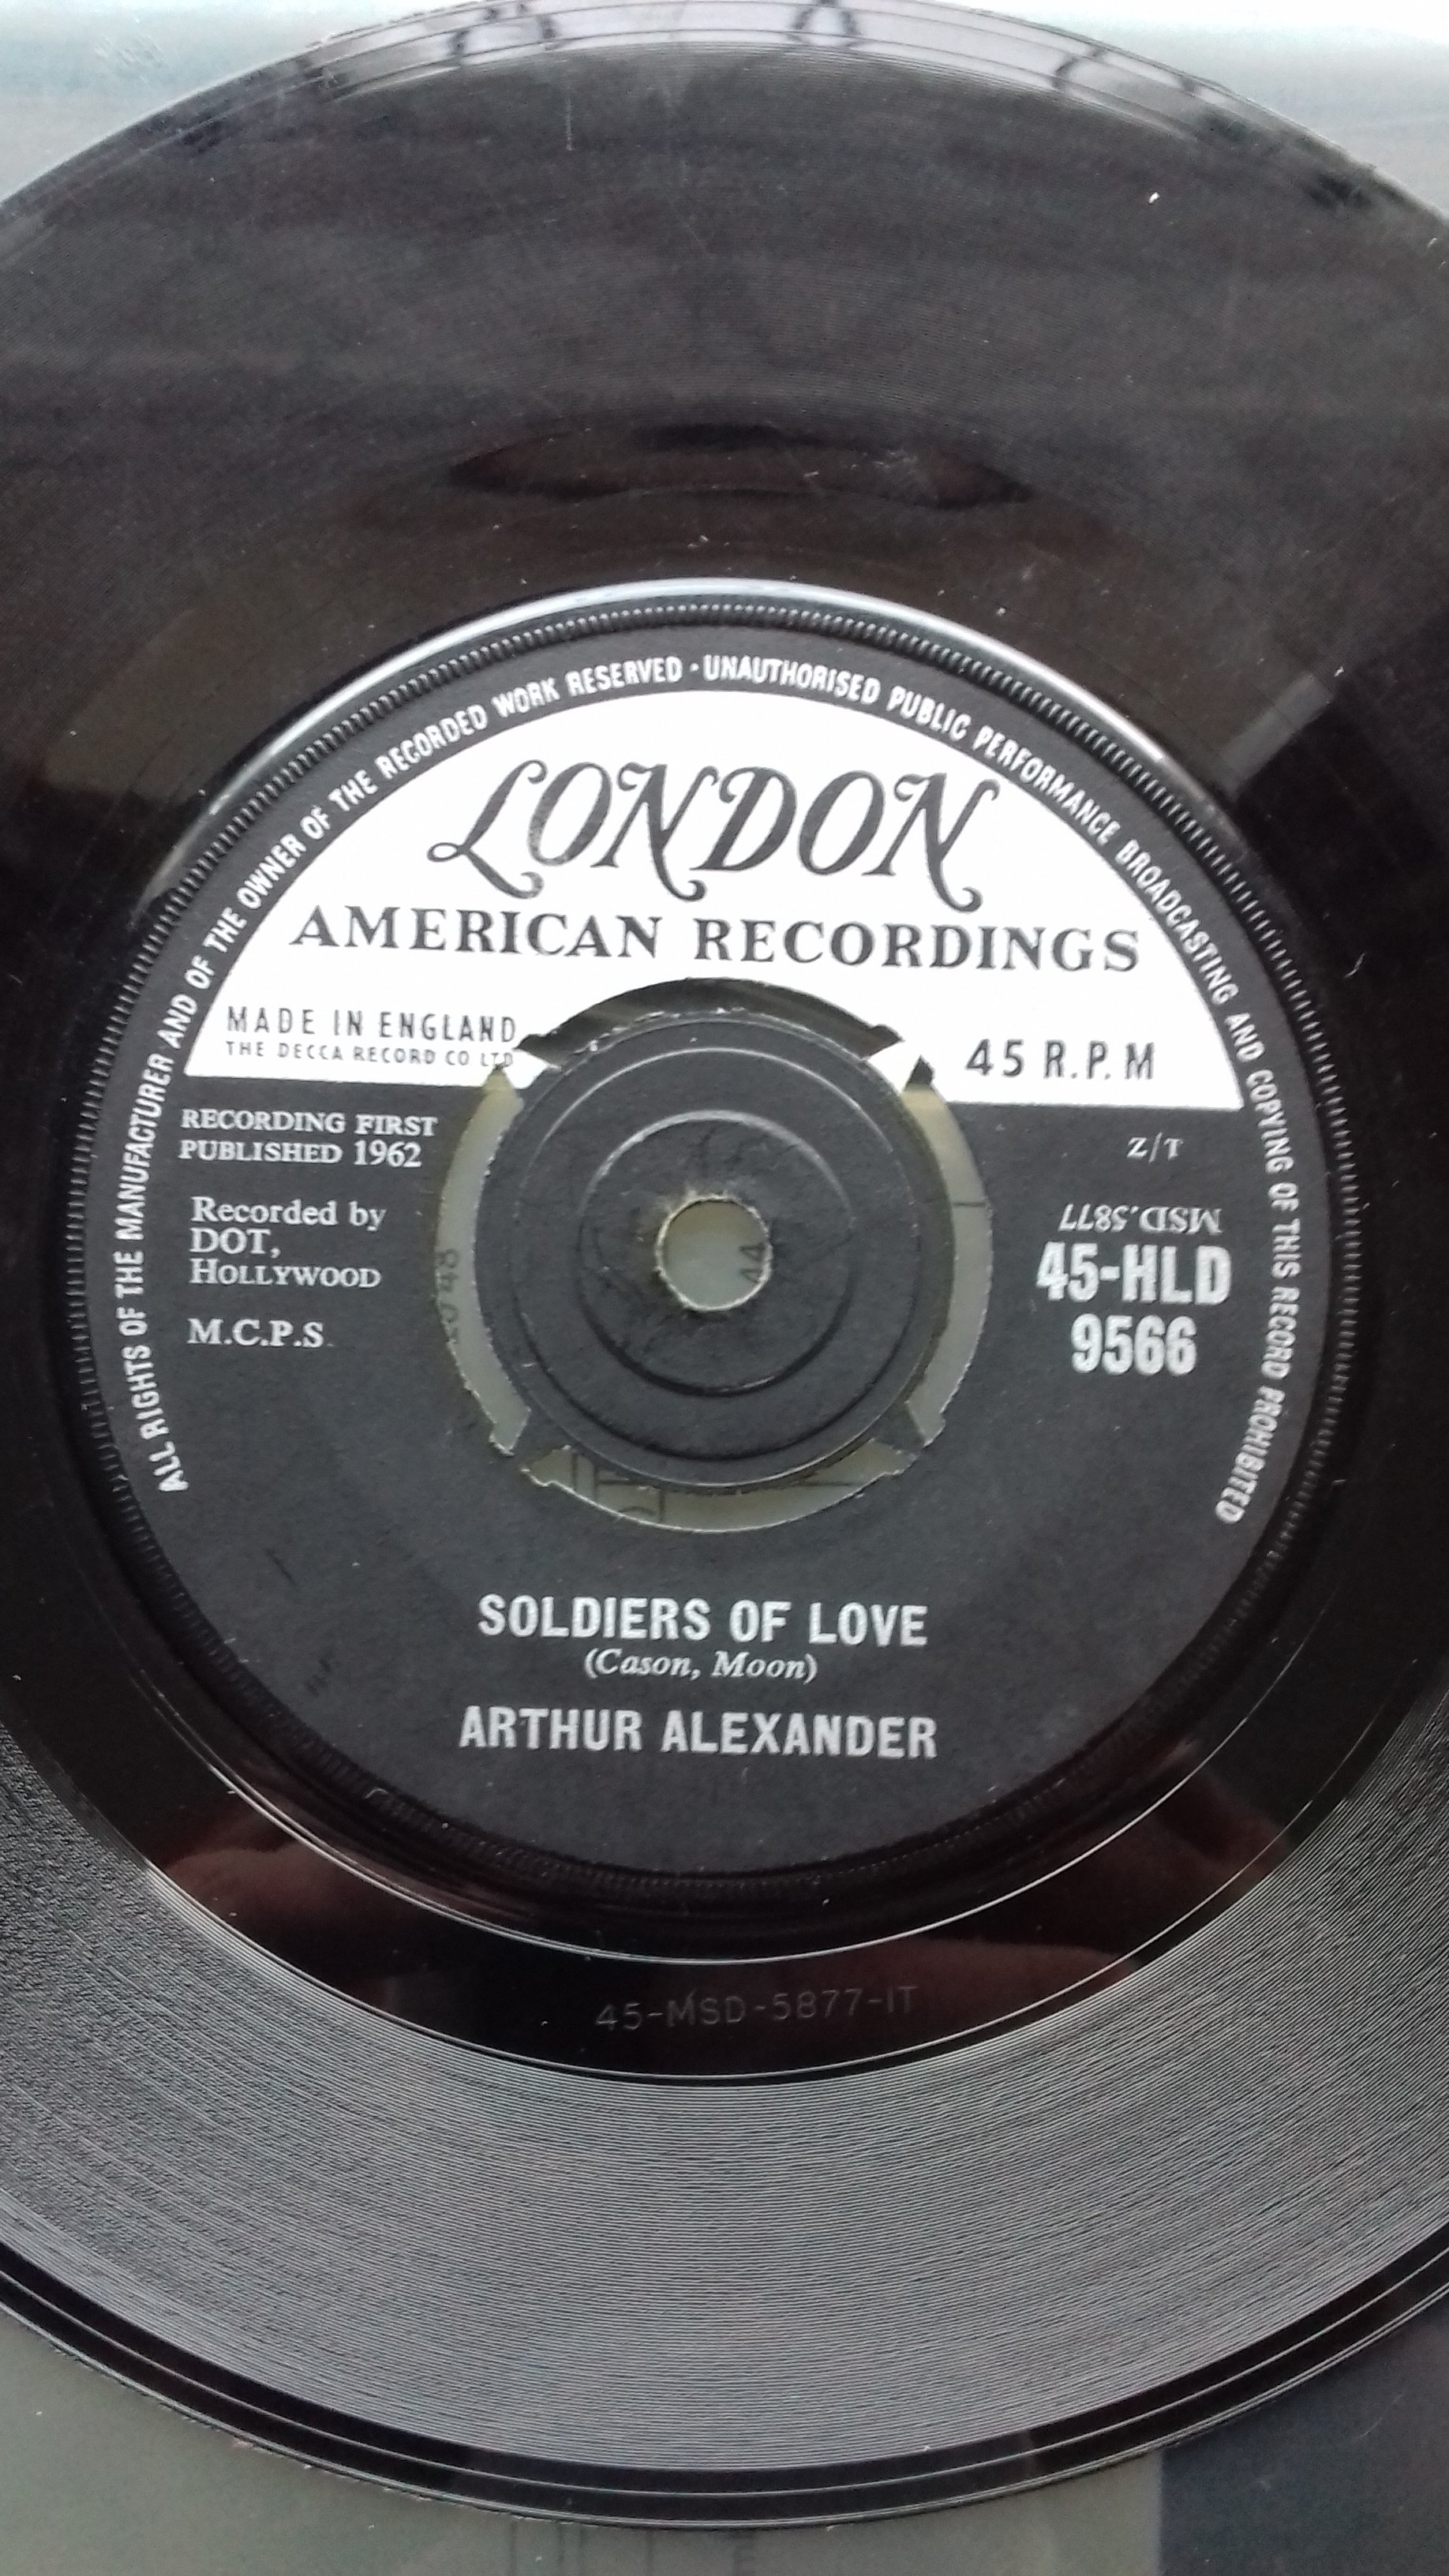 ALL RIGHTS OF THE MANUFACTURER AND OF THE OWNER OF THE RECORDED WORK RESERVED · UNAUTHORISED PUBLIC PERFORMANCE BROADCASTING AND COPYING OF THIS RECORD PROHIBITED
LONDON
AMERICAN RECORDINGS
MADE IN ENGLAND
THE DECCA RECORD CO LTD
45 R.P.M
RECORDING FIRST
PUBLISHED 1962
Recorded by
DOT,
HOLLYWOOD
M.C.P.S.
Z/T
MSD.5877
45-HLD
9566
SOLDIERS OF LOVE
(Cason, Moon)
ARTHUR ALEXANDER
45-MSD-5877-1T